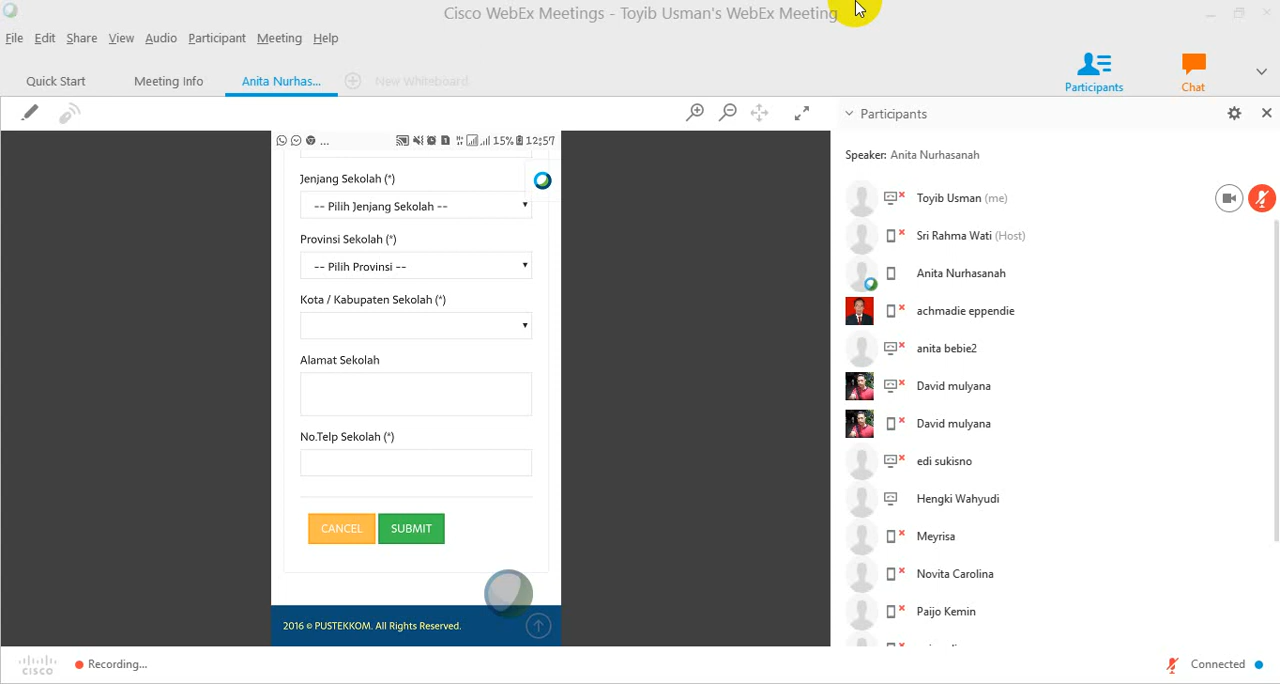 Cisco WebEx Meetings - Toyib Usman's WebEx Meeting
File Edit Share View Audio Participant Meeting Help
Quick Start Meeting Info Anita Nurhas... New Whiteboard
Participants Chat
15% 12:57
Jenjang Sekolah (*)
-- Pilih Jenjang Sekolah --
Provinsi Sekolah (*)
-- Pilih Provinsi --
Kota / Kabupaten Sekolah (*)
Alamat Sekolah
No.Telp Sekolah (*)
CANCEL SUBMIT
2016 © PUSTEKKOM. All Rights Reserved.
Participants
Speaker: Anita Nurhasanah
Toyib Usman (me)
Sri Rahma Wati (Host)
Anita Nurhasanah
achmadie eppendie
anita bebie2
David mulyana
David mulyana
edi sukisno
Hengki Wahyudi
Meyrisa
Novita Carolina
Paijo Kemin
cisco
Recording...
Connected